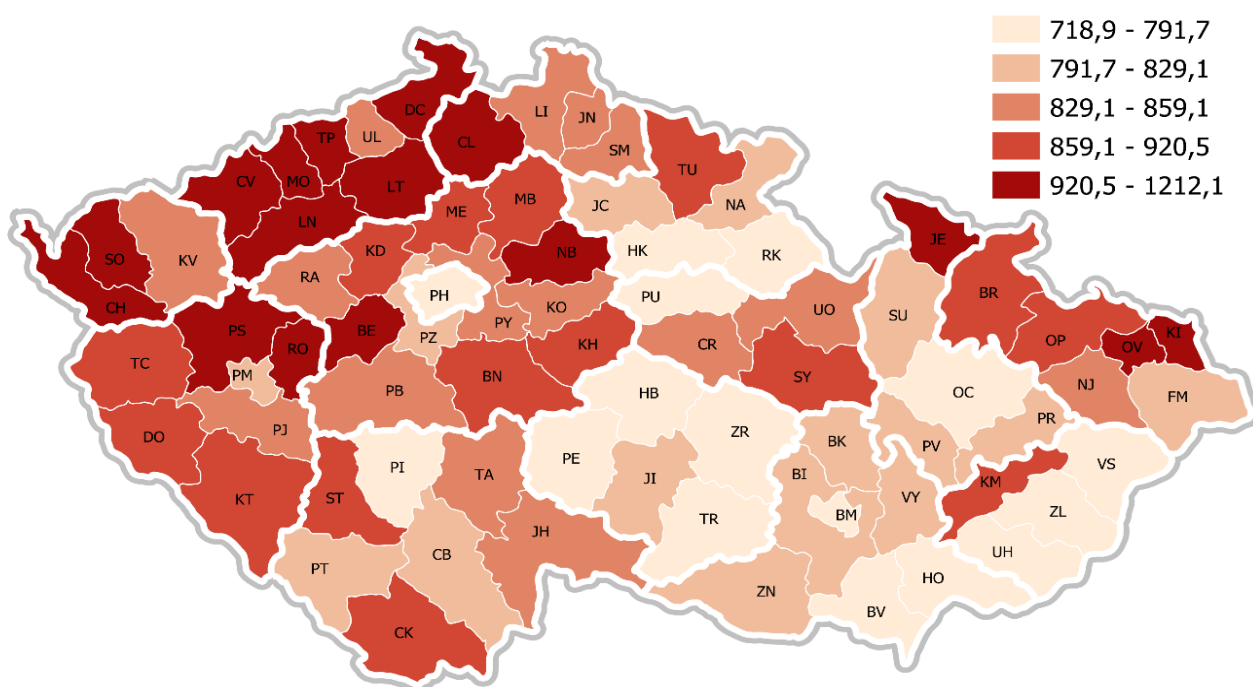 718,9 - 791,7
791,7 - 829,1
829,1 - 859,1
859,1 - 920,5
920,5 - 1212,1
DC
TP
UL
LI
JN
CL
SM
TU
CV
MO
LT
LN
MB
ME
JC
NA
SO
KV
KD
RA
NB
HK
RK
JE
CH
PH
PU
BR
PS
RO
BE
PZ
PY
KO
UO
SU
TC
PM
KH
CR
OP
OV
KI
PB
BN
SY
HB
OC
NJ
FM
DO
PJ
PI
TA
PE
ZR
BK
PV
PR
VS
KT
ST
JI
BI
VY
KM
ZL
TR
BM
PT
CB
JH
UH
ZN
HO
BV
CK